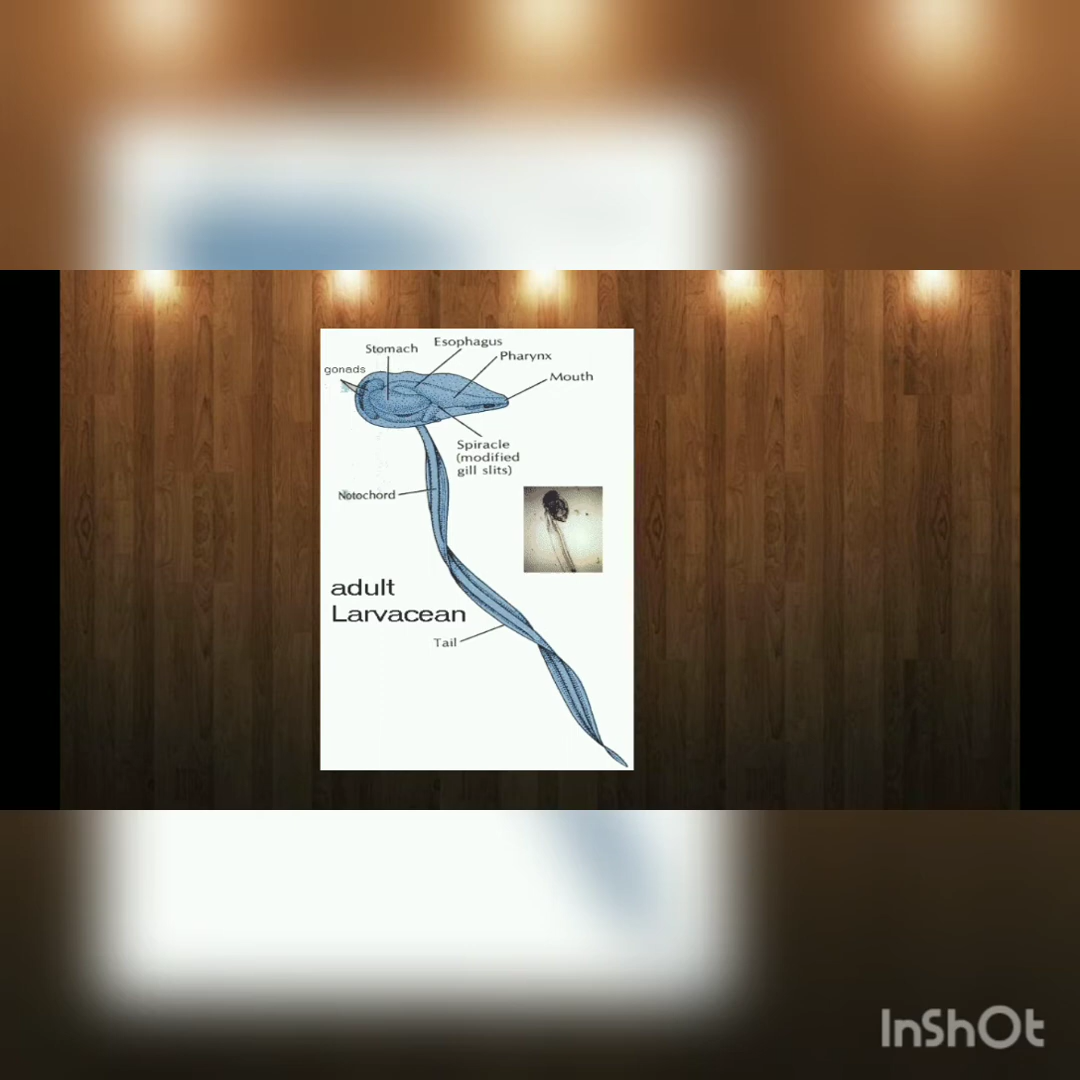 Esophagus
Stomach
Pharynx
gonads
Mouth
Spiracle
(modified
gill slits)
Notochord
adult
Larvacean
Tail
InShOt